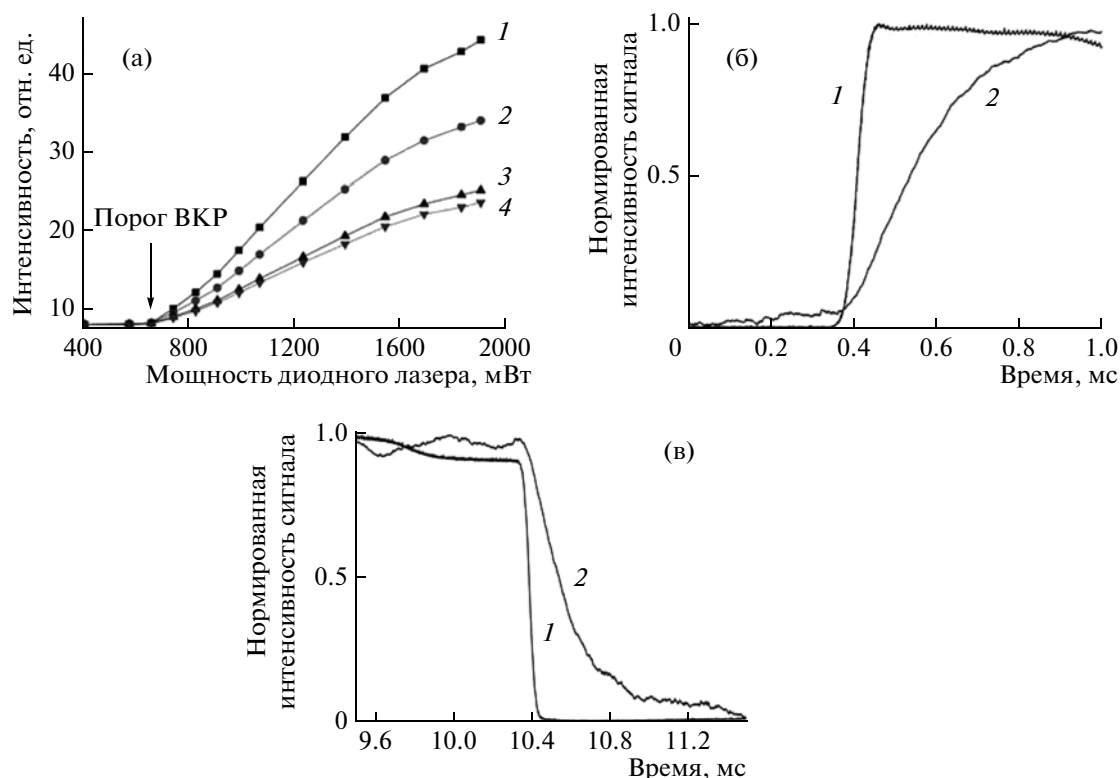 (а)
Интенсивность, отн. ед.
40
30
20
10
Порог ВКР
1
2
3
4
400
800
1200
1600
2000
Мощность диодного лазера, мВт
(б)
Нормированная
интенсивность сигнала
1.0
0.5
1
2
0
0.2
0.4
0.6
0.8
1.0
Время, мс
(в)
Нормированная
интенсивность сигнала
1.0
0.5
0
2
1
9.6
10.0
10.4
10.8
11.2
Время, мс